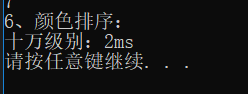 6、颜色排序：
十万级别：2ms
请按任意键继续. . .